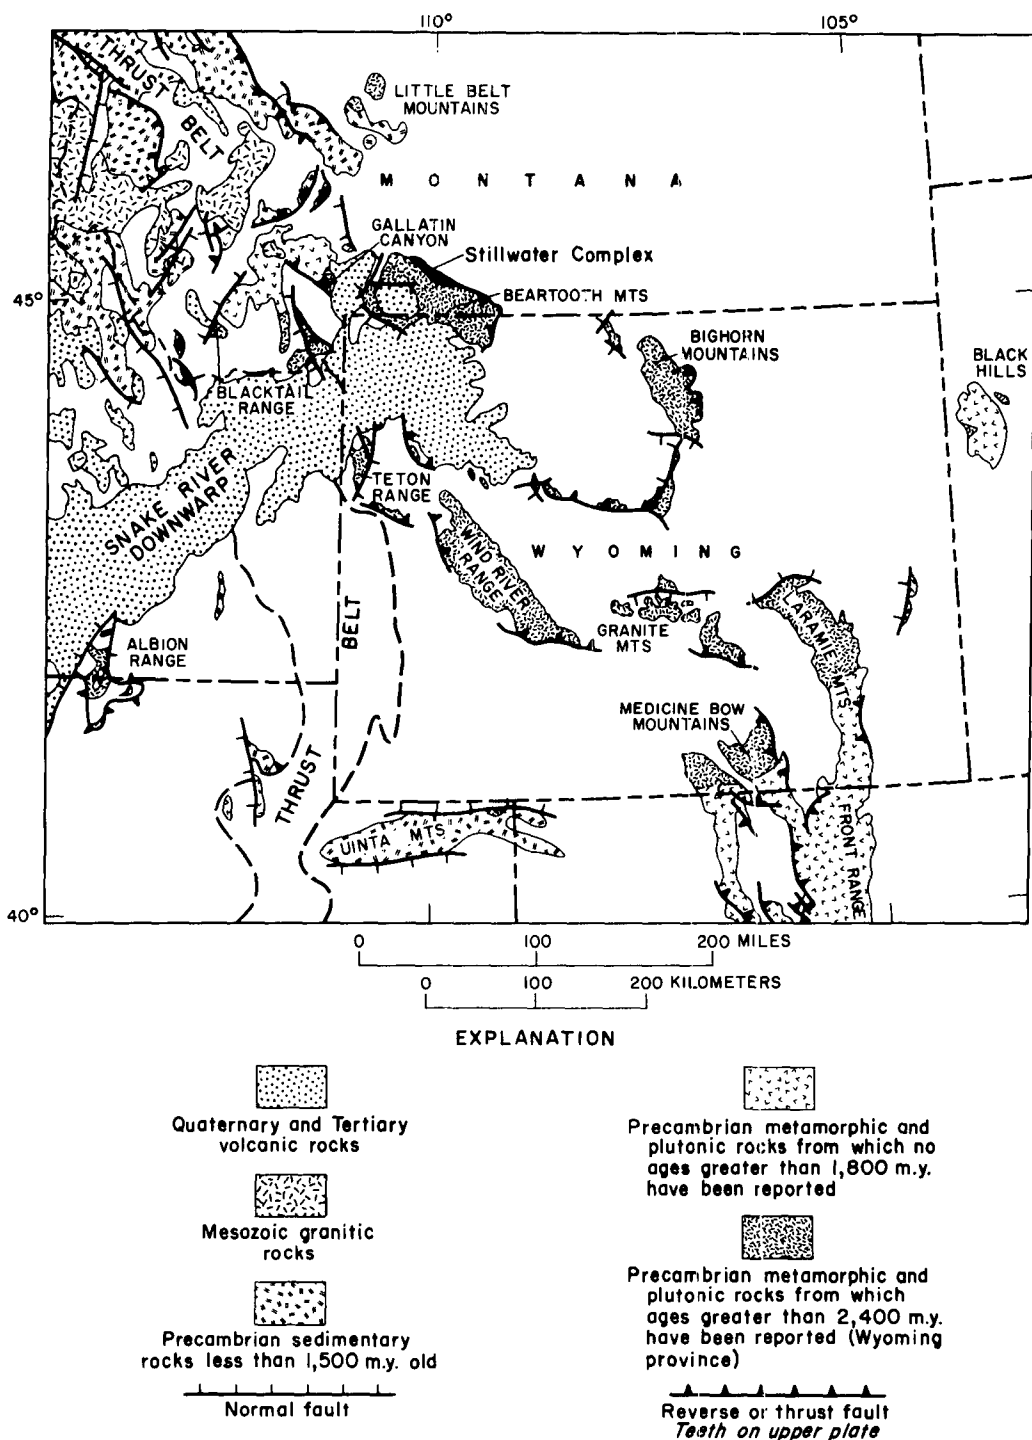 110°
105°
THRUST
BELT
LITTLE BELT
MOUNTAINS
MONTANA
GALLATIN
CANYON
Stillwater Complex
45°
BEARTOOTH MTS
BIGHORN
MOUNTAINS
BLACK
HILLS
BLACKTAIL
RANGE
TETON
RANGE
SNAKE RIVER
DOWNWARP
WIND RIVER
RANGE
WYOMING
BELT
GRANITE
MTS
LARAMIE MTS
ALBION
RANGE
MEDICINE BOW
MOUNTAINS
THRUST
UINTA MTS
FRONT RANGE
40°
0 100 200 MILES
0 100 200 KILOMETERS
EXPLANATION
Quaternary and Tertiary
volcanic rocks
Mesozoic granitic
rocks
Precambrian sedimentary
rocks less than 1,500 m.y. old
Normal fault
Precambrian metamorphic and
plutonic rocks from which no
ages greater than 1,800 m.y.
have been reported
Precambrian metamorphic and
plutonic rocks from which
ages greater than 2,400 m.y.
have been reported (Wyoming
province)
Reverse or thrust fault
Teeth on upper plate